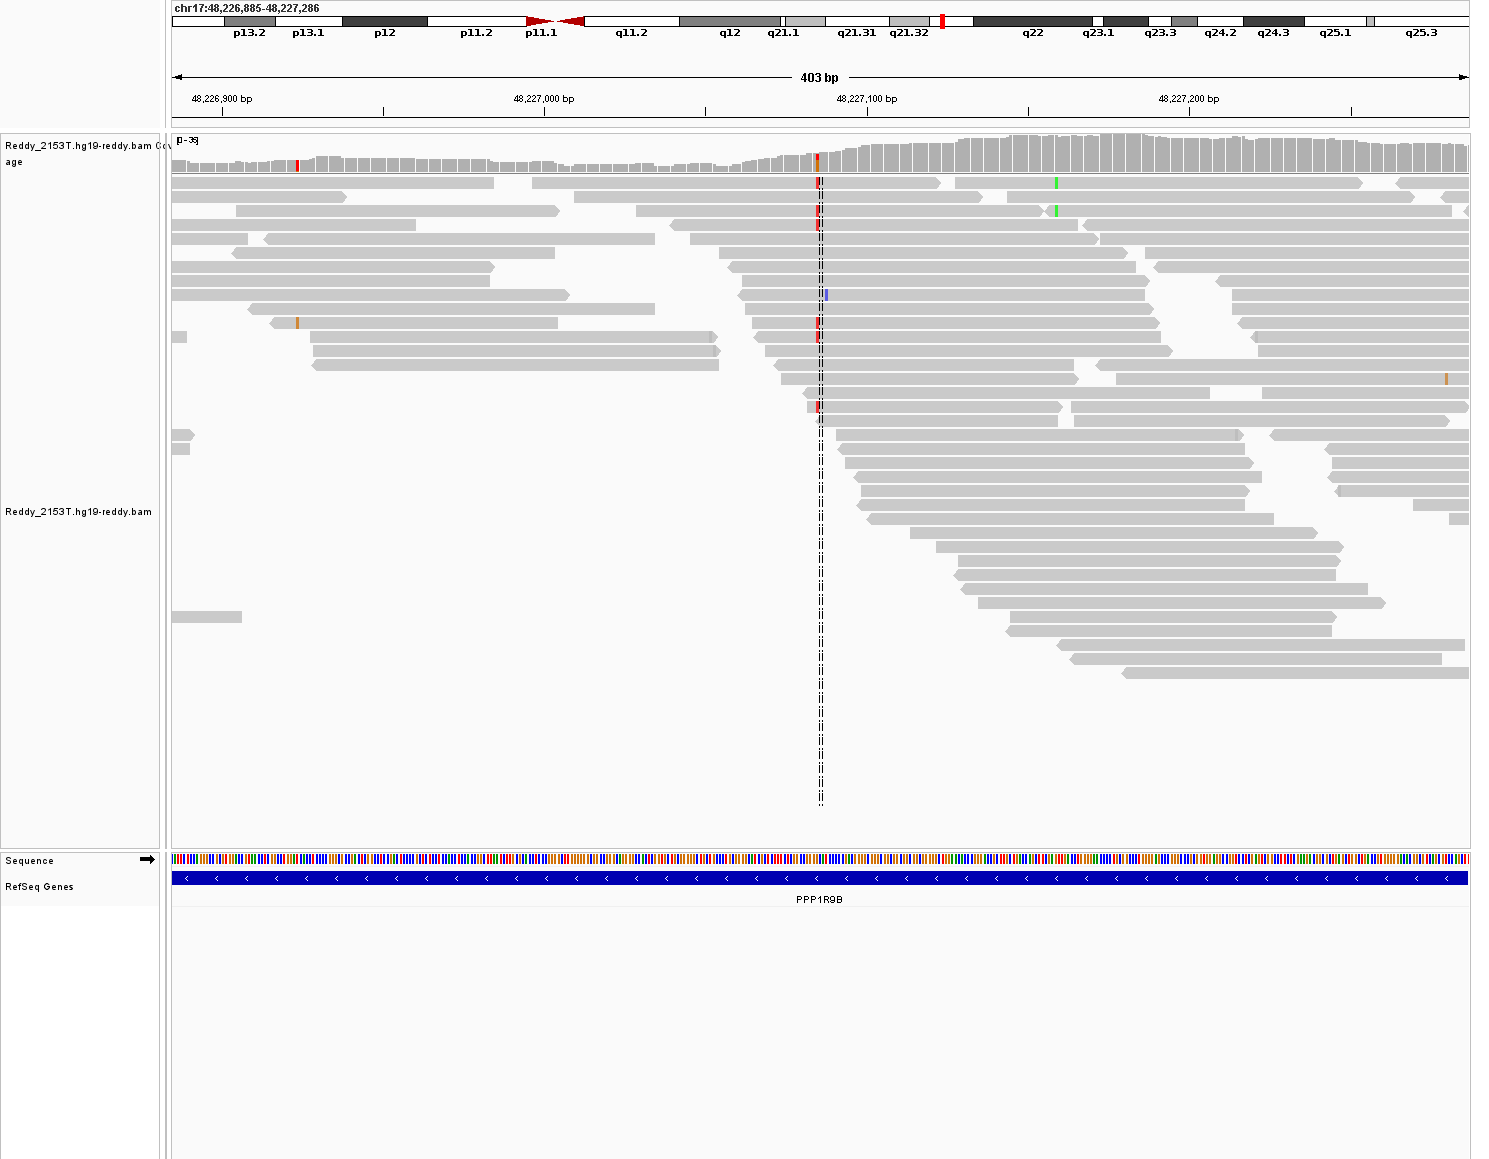 chr17:48,226,885-48,227,286
p13.2 p13.1 p12 p11.2 p11.1 q11.2 q12 q21.1 q21.31 q21.32 q22 q23.1 q23.3 q24.2 q24.3 q25.1 q25.3
403 bp
48,226,900 bp 48,227,000 bp 48,227,100 bp 48,227,200 bp
Reddy_2153T.hg19-reddy.bam Cov
age
Reddy_2153T.hg19-reddy.bam
Sequence
RefSeq Genes
PPP1R9B